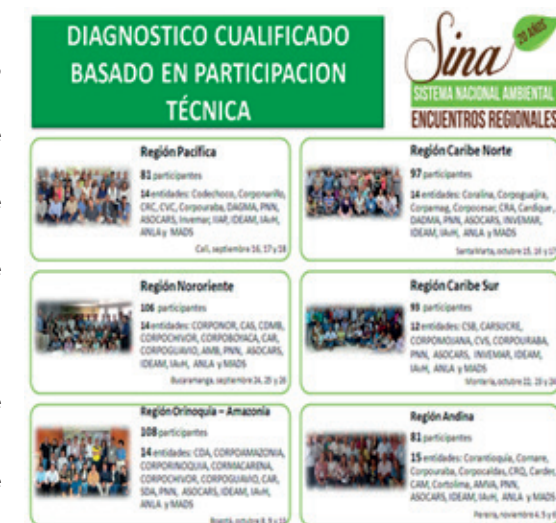 DIAGNOSTICO CUALIFICADO
BASADO EN PARTICIPACION
TÉCNICA
Sina
20 AÑOS
SISTEMA NACIONAL AMBIENTAL
ENCUENTROS REGIONALES
Región Pacífica
81 participantes
14 entidades: Codechoco, Corponariño,
CRC, CVC, Corpouraba, DAGMA, PNN,
ASOCARS, Invemar, IIAP, IDEAM, IAvH,
ANLA y MADS
Cali, septiembre 16, 17 y 18
Región Caribe Norte
97 participantes
14 entidades: Coralina, Corpoguajira,
Corpamag, Corpocesar, CRA, Cardique,
DADMA, PNN, ASOCARS, INVEMAR,
IDEAM, IAvH, ANLA y MADS
Santa Marta, octubre 15, 16 y 17
Región Nororiente
106 participantes
14 entidades: CORPONOR, CAS, CDMB,
CORPOCHIVOR, CORPOBOYACA, CAR,
CORPOGUAVIO, AMB, PNN, ASOCARS,
IDEAM, IAvH, ANLA y MADS
Bucaramanga, septiembre 24, 25 y 26
Región Caribe Sur
93 participantes
12 entidades: CSB, CARSUCRE,
CORPOMOJANA, CVS, CORPOURABA,
PNN, ASOCARS, INVEMAR, IDEAM,
IAvH, ANLA y MADS
Montería, octubre 22, 23 y 24
Región Orinoquia – Amazonía
108 participantes
14 entidades: CDA, CORPOAMAZONIA,
CORPORINOQUIA, CORMACARENA,
CORPOCHIVOR, CORPOGUAVIO, CAR,
SDA, PNN, ASOCARS, IDEAM, IAvH,
ANLA y MADS
Bogotá, octubre 8, 9 y 10
Región Andina
81 participantes
15 entidades: Corantioquia, Cornare,
Corpouraba, Corpocaldas, CRQ, Carder,
CAM, Cortolima, AMVA, PNN,
ASOCARS, IDEAM, IAvH, ANLA y MADS
Pereira, noviembre 4, 5 y 6